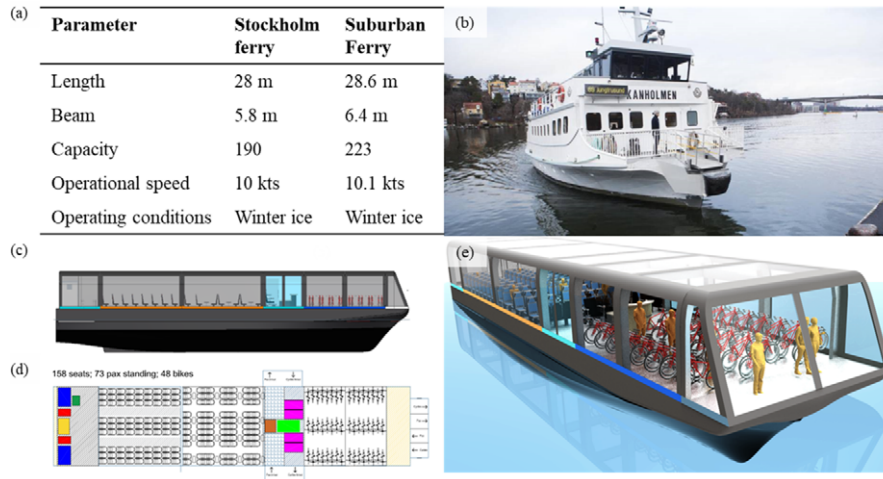 (a)
Parameter Stockholm ferry Suburban Ferry
Length 28 m 28.6 m
Beam 5.8 m 6.4 m
Capacity 190 223
Operational speed 10 kts 10.1 kts
Operating conditions Winter ice Winter ice
(b)
KANHOLMEN
(c)
(d)
158 seats; 73 pax standing; 48 bikes
(e)